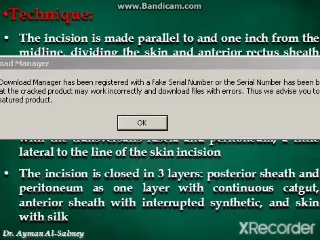 www.Bandicam.com
•Technique:
• The incision is made parallel to and one inch from the
midline, dividing the skin and anterior rectus sheath
oad Manager
Download Manager has been registered with a Fake Serial Number or the Serial Number has been b
at the cracked product may work incorrectly and download files with errors. Thus we advise you to
eatured product.
OK
lateral to the line of the skin incision
• The incision is closed in 3 layers: posterior sheath and
peritoneum as one layer with continuous catgut,
anterior sheath with interrupted synthetic, and skin
with silk
Dr. Ayman Al-Salmey
XRecorder